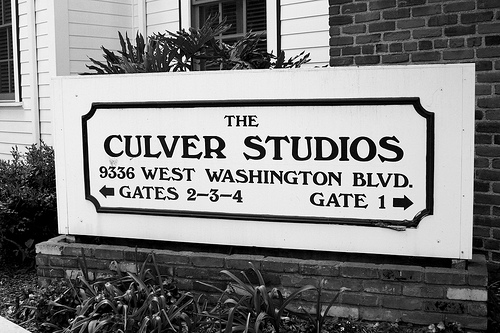 THE
CULVER STUDIOS
9336 WEST WASHINGTON BLVD.
← GATES 2-3-4 GATE 1 →